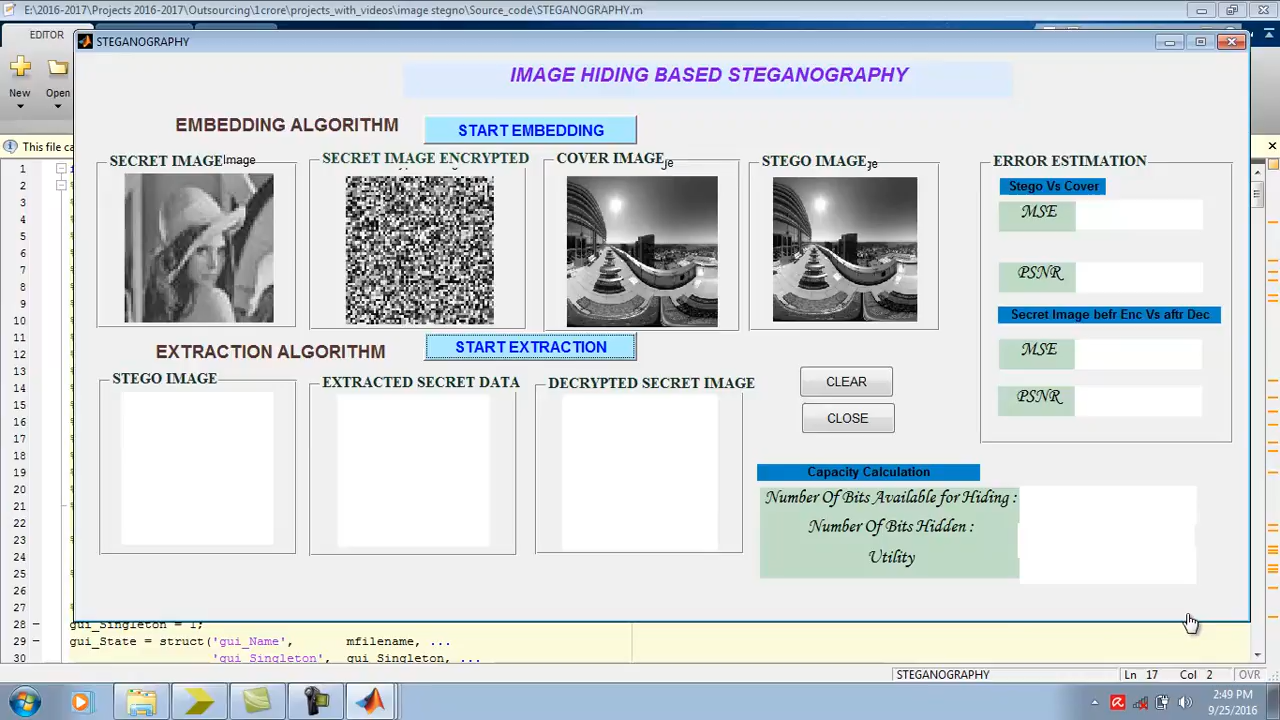 E:\2016-2017\Projects 2016-2017\Outsourcing\1crore\projects_with_videos\image stegno\Source_code\STEGANOGRAPHY.m
EDITOR
STEGANOGRAPHY
IMAGE HIDING BASED STEGANOGRAPHY
New
Open
EMBEDDING ALGORITHM
START EMBEDDING
This file ca
SECRET IMAGE Image
SECRET IMAGE ENCRYPTED
COVER IMAGE
STEGO IMAGE
ERROR ESTIMATION
Stego Vs Cover
MSE
PSNR
Secret Image befr Enc Vs aftr Dec
MSE
PSNR
EXTRACTION ALGORITHM
START EXTRACTION
STEGO IMAGE
EXTRACTED SECRET DATA
DECRYPTED SECRET IMAGE
CLEAR
CLOSE
Capacity Calculation
Number Of Bits Available for Hiding :
Number Of Bits Hidden :
Utility
1
2
3
4
5
6
7
8
9
10
11
12
13
14
15
16
17
18
19
20
21
22
23
24
25
26
27
28 – gui_Singleton = 1;
29 – gui_State = struct('gui_Name', mfilename, ...
30 – 'gui_Singleton', gui_Singleton, ...
STEGANOGRAPHY
Ln 17 Col 2 OVR
2:49 PM
9/25/2016